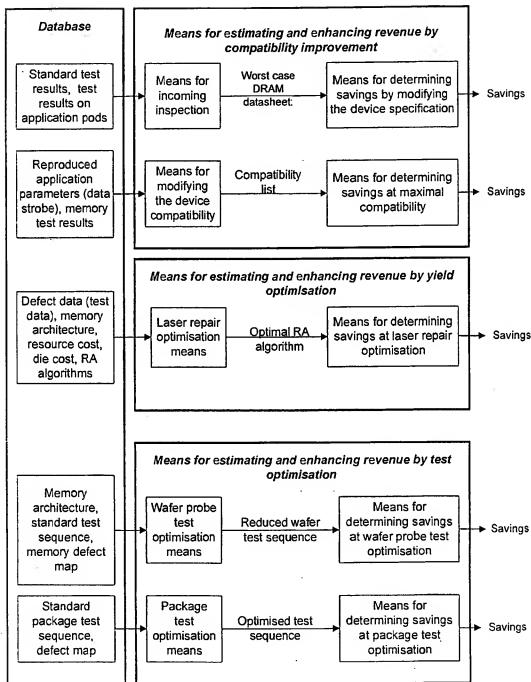 Database
Means for estimating and enhancing revenue by
compatibility improvement
Standard test
results, test
results on
application pods
Means for
incoming
inspection
Worst case
DRAM
datasheet:
Means for determining
savings by modifying
the device specification
Savings
Reproduced
application
parameters (data
strobe), memory
test results
Means for
modifying
the device
compatibility
Compatibility
list
Means for determining
savings at maximal
compatibility
Savings
Means for estimating and enhancing revenue by yield
optimisation
Defect data (test
data), memory
architecture,
resource cost,
die cost, RA
algorithms
Laser repair
optimisation
means
Optimal RA
algorithm
Means for determining
savings at laser repair
optimisation
Savings
Means for estimating and enhancing revenue by test
optimisation
Memory
architecture,
standard test
sequence,
memory defect
map
Wafer probe
test
optimisation
means
Reduced wafer
test sequence
Means for
determining savings
at wafer probe test
optimisation
Savings
Standard
package test
sequence,
defect map
Package
test
optimisation
means
Optimised test
sequence
Means for
determining savings
at package test
optimisation
Savings